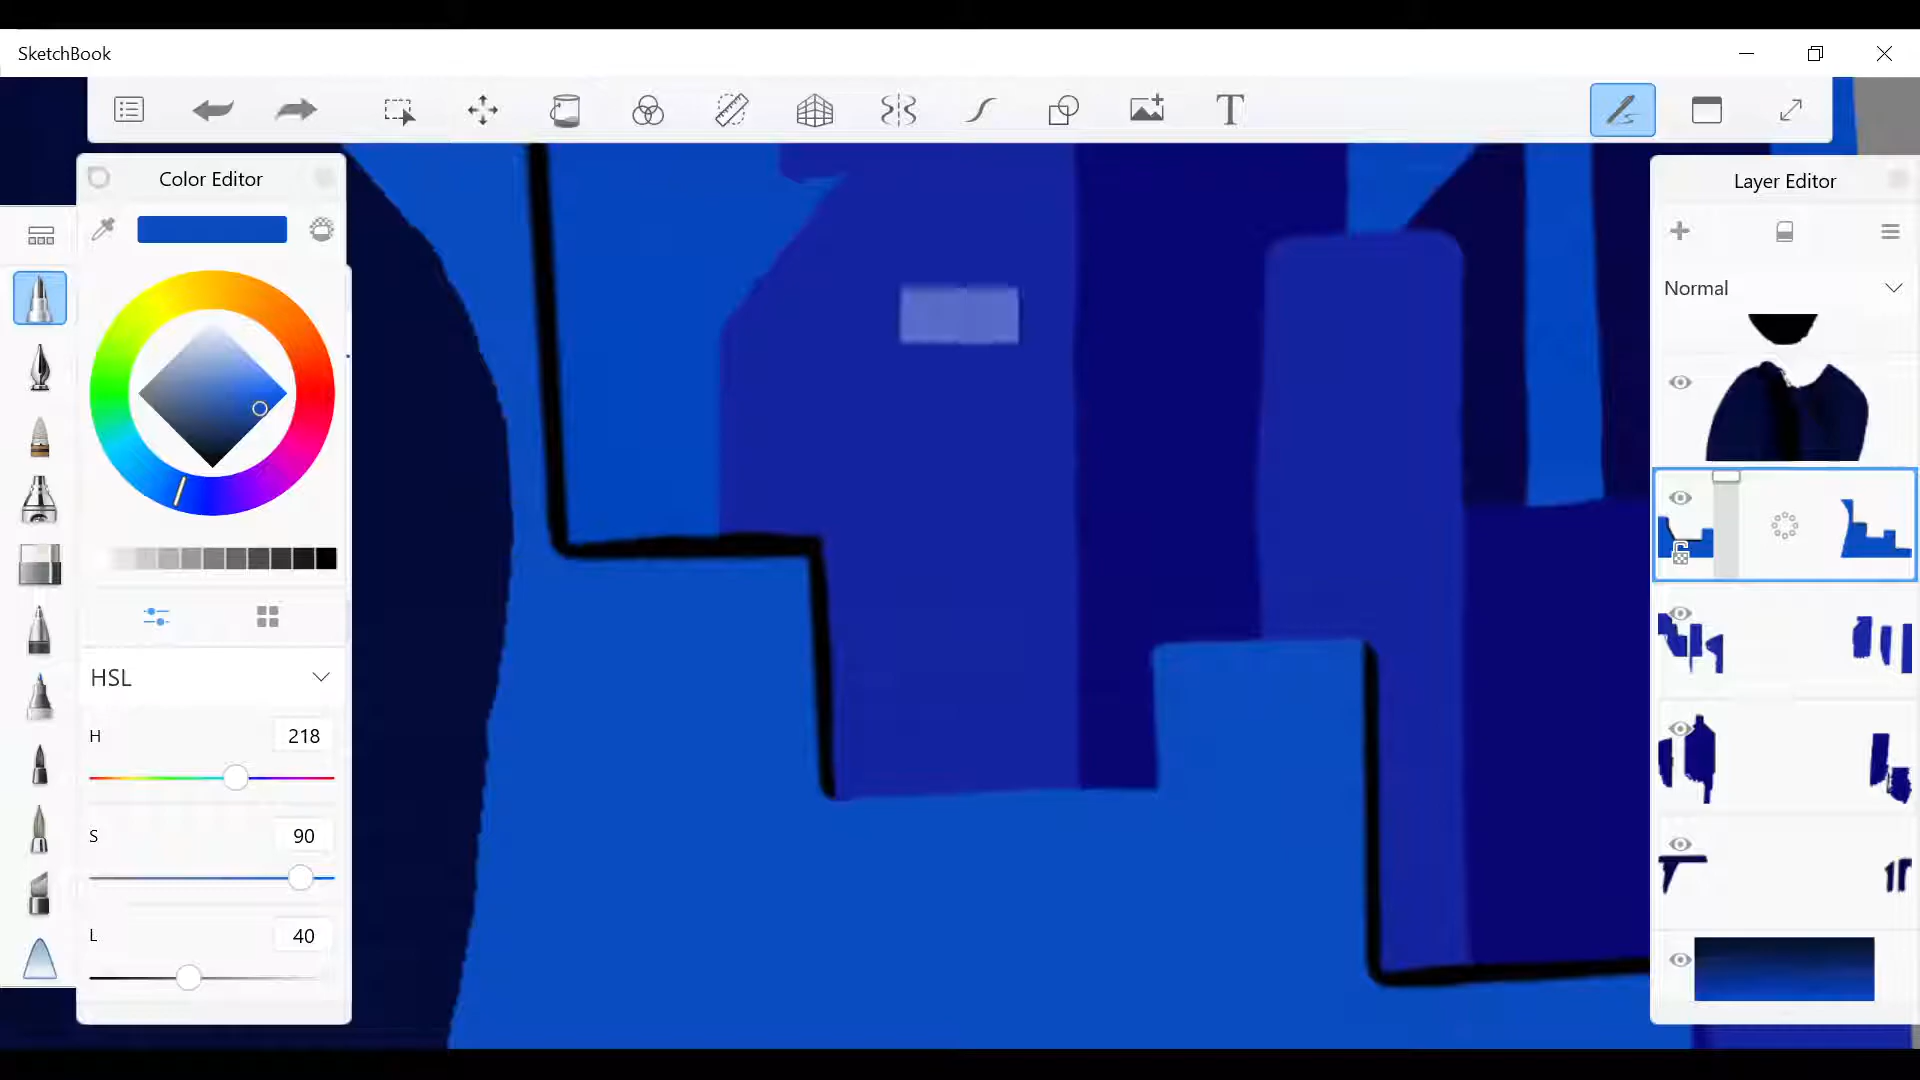 SketchBook
Color Editor
Layer Editor
Normal
HSL
H 218
S 90
L 40